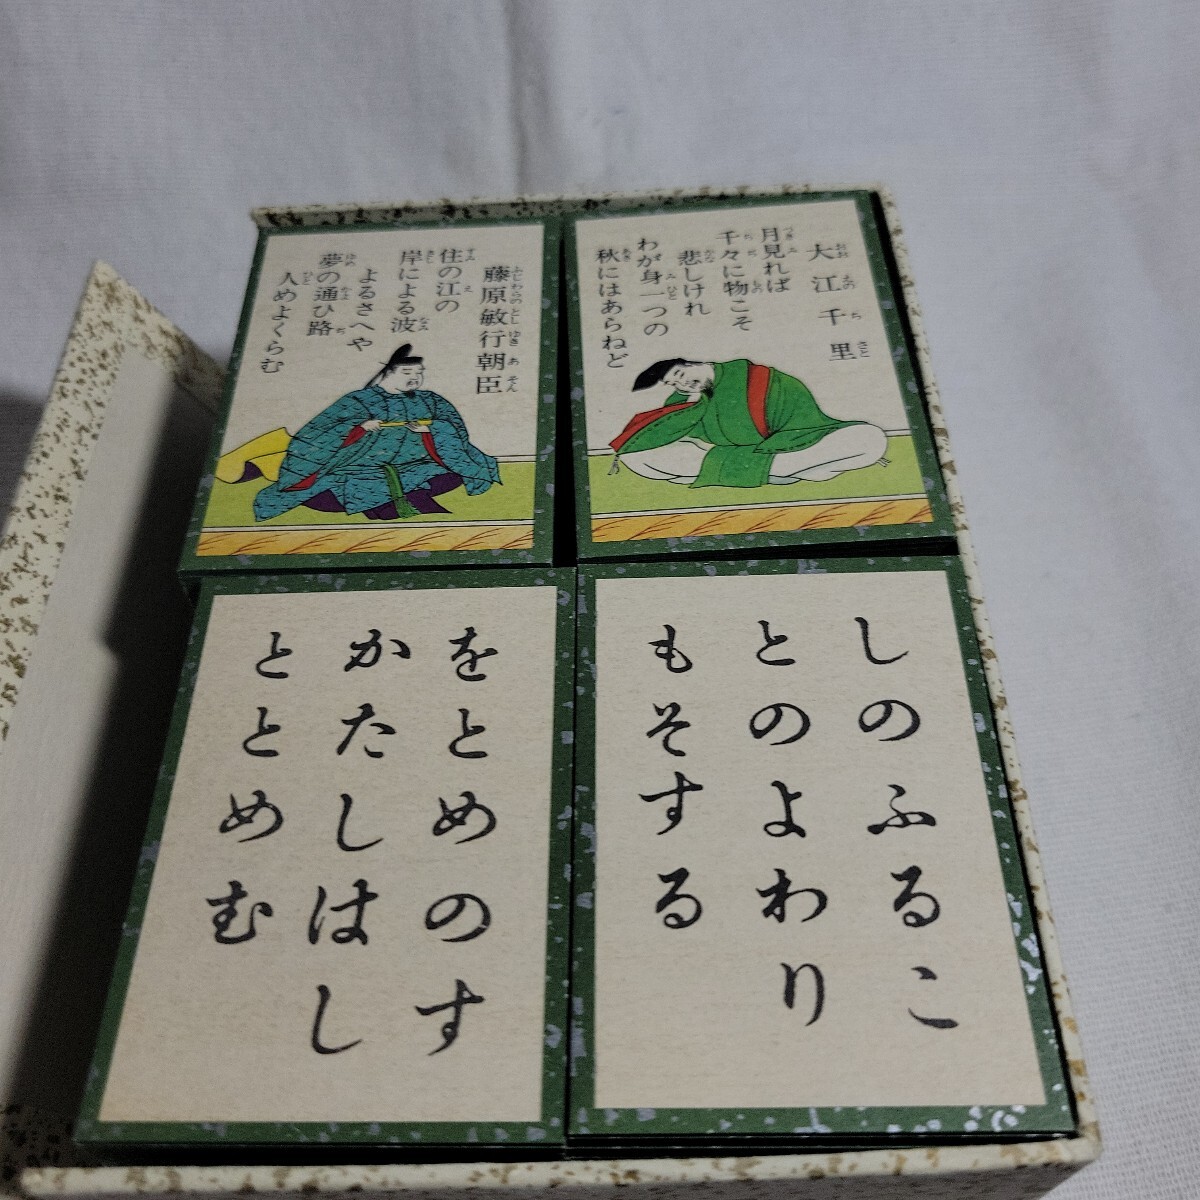 大江千里
月見れば
千々に物こそ
悲しけれ
わが身一つの
秋にはあらねど
藤原敏行朝臣
住の江の
岸による波
よるさへや
夢の通ひ路
人めよくらむ
しのふるこ
とのよわり
もそする
をとめのす
かたしはし
ととめむ